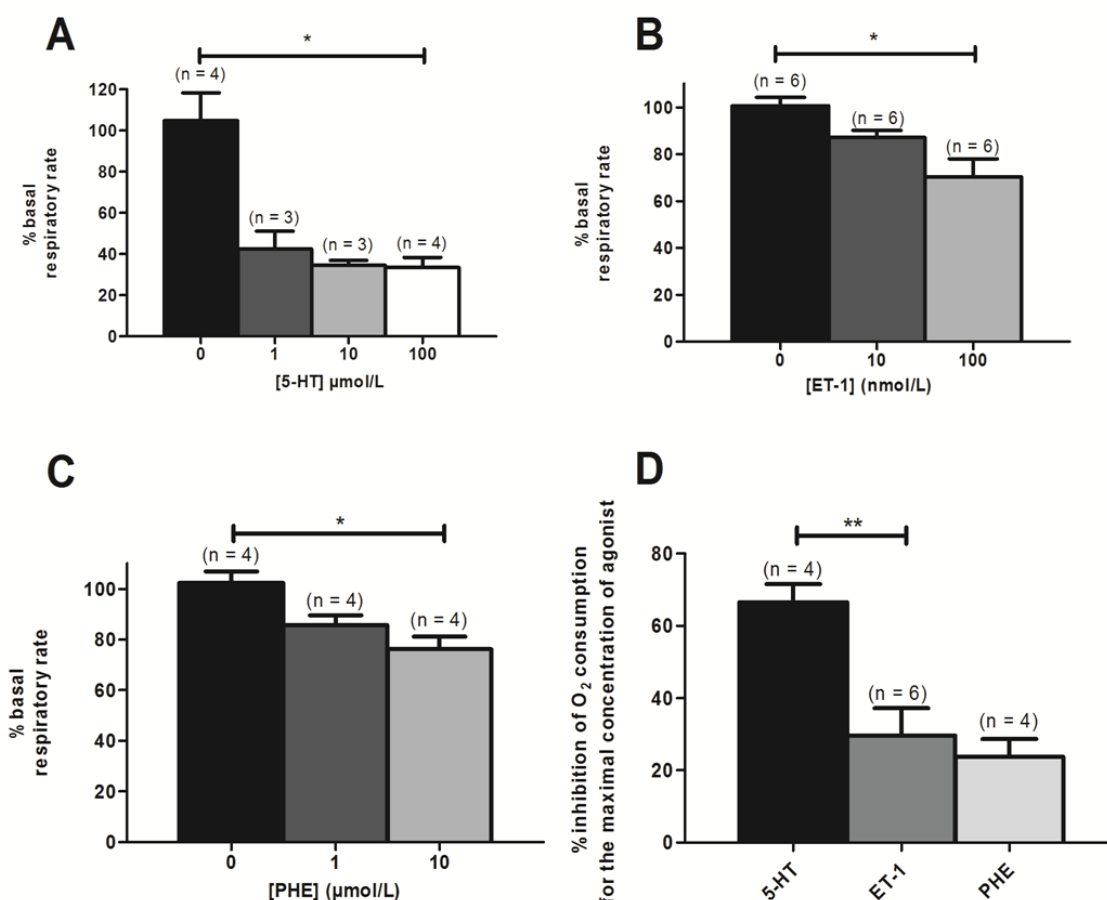 A
*
(n = 4)
(n = 3)
(n = 3)
(n = 4)
% basal
respiratory rate
120
100
80
60
40
20
0
0 1 10 100
[5-HT] µmol/L
B
*
(n = 6)
(n = 6)
(n = 6)
% basal
respiratory rate
100
80
60
40
20
0
0 10 100
[ET-1] (nmol/L)
C
*
(n = 4)
(n = 4)
(n = 4)
% basal
respiratory rate
100
80
60
40
20
0
0 1 10
[PHE] (µmol/L)
D
**
(n = 4)
(n = 6)
(n = 4)
% inhibition of O2 consumption
for the maximal concentration of agonist
80
60
40
20
0
5-HT ET-1 PHE